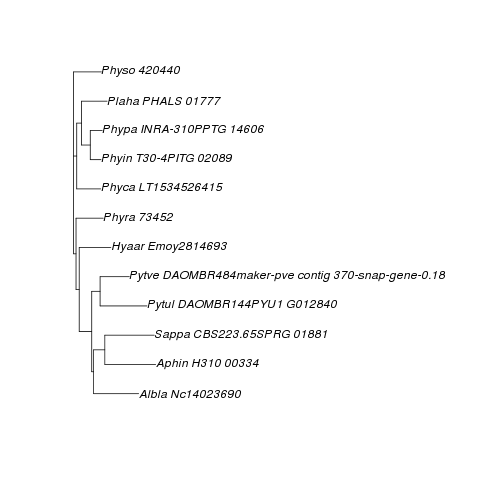 Physo 420440
Plaha PHALS 01777
Phypa INRA-310PPTG 14606
Phyin T30-4PITG 02089
Phyca LT1534526415
Phyra 73452
Hyaar Emoy2814693
Pytve DAOMBR484maker-pve contig 370-snap-gene-0.18
Pytul DAOMBR144PYU1 G012840
Sappa CBS223.65SPRG 01881
Aphin H310 00334
Albla Nc14023690